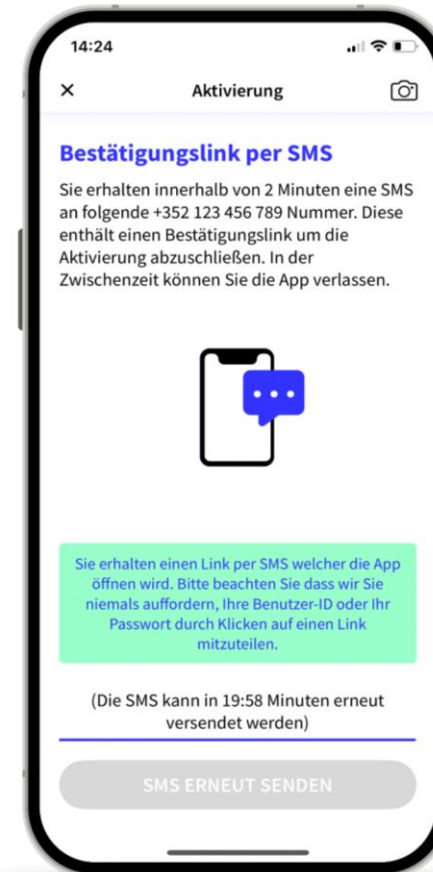 14:24
Aktivierung
Bestätigungslink per SMS
Sie erhalten innerhalb von 2 Minuten eine SMS
an folgende +352 123 456 789 Nummer. Diese
enthält einen Bestätigungslink um die
Aktivierung abzuschließen. In der
Zwischenzeit können Sie die App verlassen.
Sie erhalten einen Link per SMS welcher die App
öffnen wird. Bitte beachten Sie dass wir Sie
niemals auffordern, Ihre Benutzer-ID oder Ihr
Passwort durch Klicken auf einen Link
mitzuteilen.
(Die SMS kann in 19:58 Minuten erneut
versendet werden)
SMS ERNEUT SENDEN